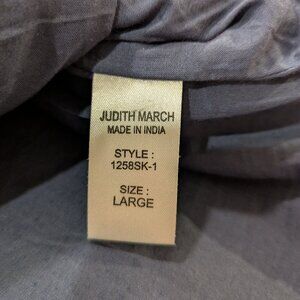 JUDITH MARCH
MADE IN INDIA
STYLE :
1258SK-1
SIZE :
LARGE